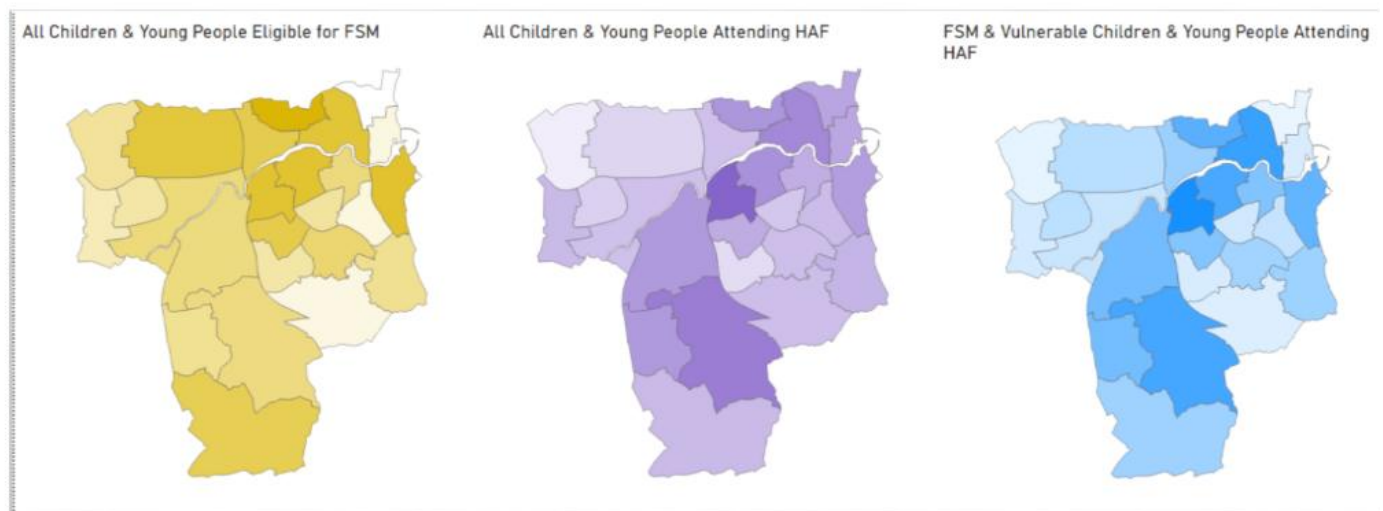 All Children & Young People Eligible for FSM
All Children & Young People Attending HAF
FSM & Vulnerable Children & Young People Attending
HAF